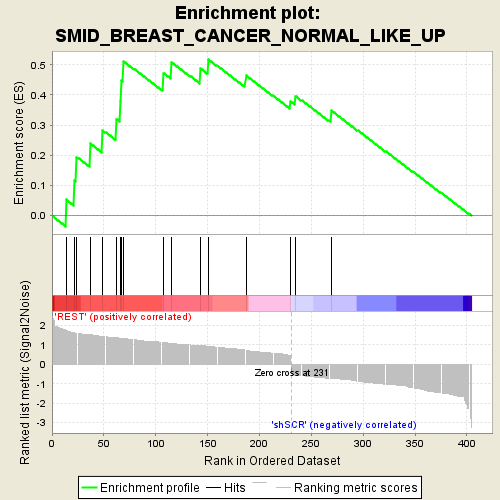 Enrichment plot:
SMID_BREAST_CANCER_NORMAL_LIKE_UP
Enrichment score (ES)
0.5
0.4
0.3
0.2
0.1
0.0
'REST' (positively correlated)
Ranked list metric (Signal2Noise)
2
1
0
-1
-2
-3
Zero cross at 231
'shSCR' (negatively correlated)
0 50 100 150 200 250 300 350 400
Rank in Ordered Dataset
Enrichment profile Hits Ranking metric scores